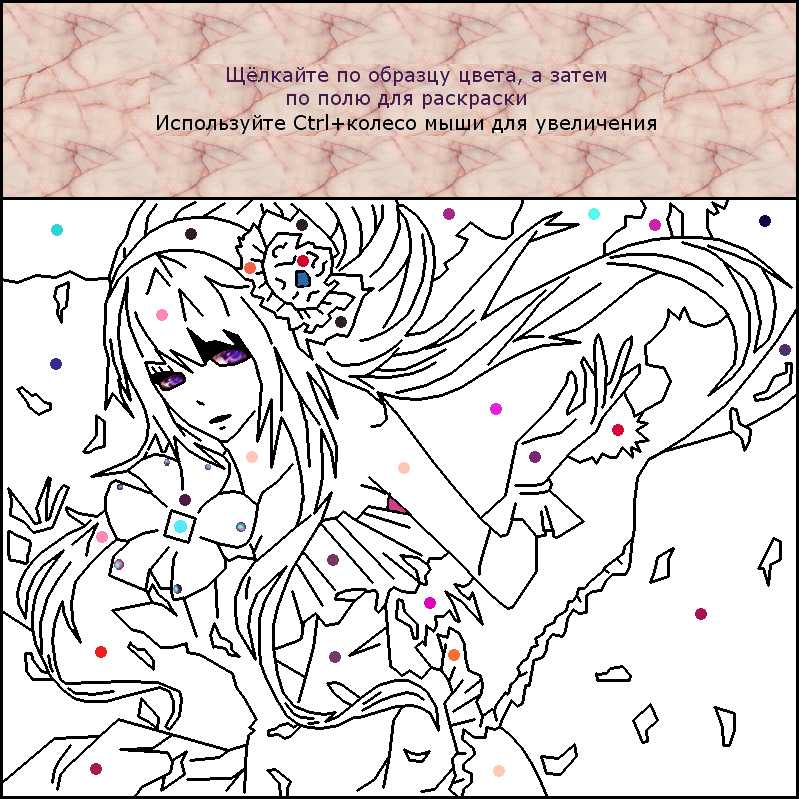 Щёлкайте по образцу цвета, а затем
по полю для раскраски
Используйте Ctrl+колесо мыши для увеличения